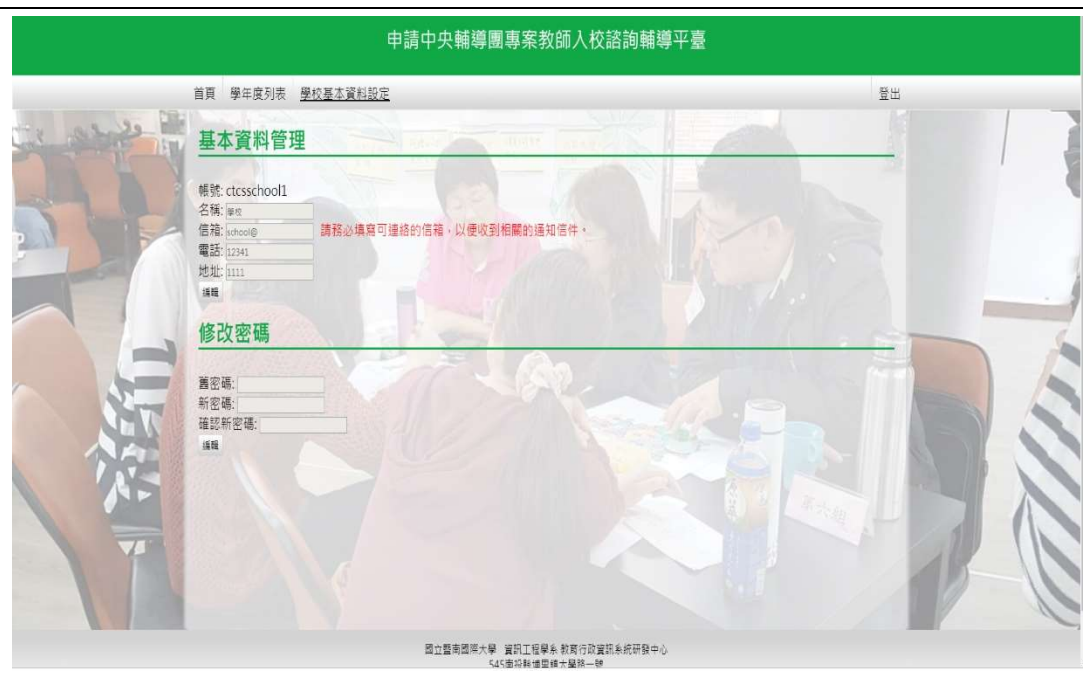 申請中央輔導團專案教師入校諮詢輔導平臺
首頁 學年度列表 學校基本資料設定 登出
基本資料管理
帳號: ctcsschool1
名稱: 學校
信箱: school@ 請務必填寫可連絡的信箱，以便收到相關的通知信件。
電話: 12341
地址: 1111
編輯
修改密碼
舊密碼:
新密碼:
確認新密碼:
編輯
第六組
國立暨南國際大學 資訊工程學系 教育行政資訊系統研發中心
545南投縣埔里鎮大學路一號